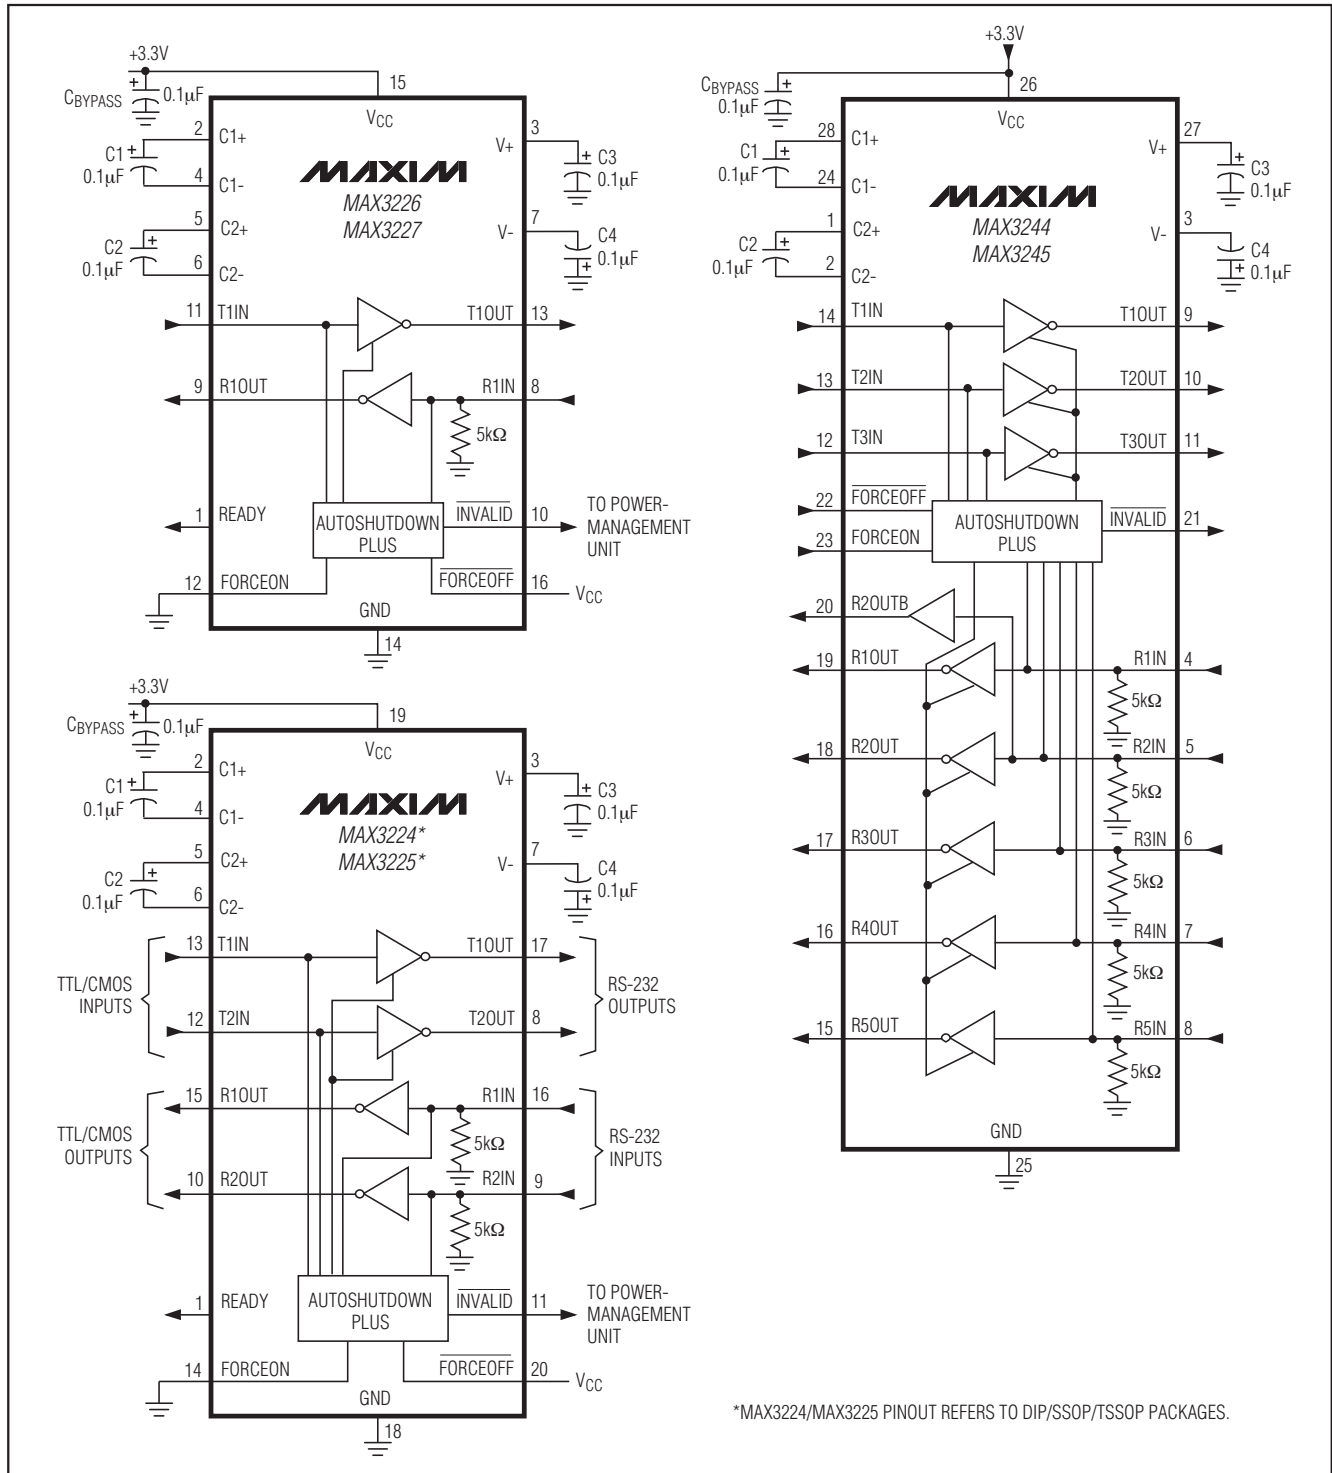 +3.3V
CBYPASS
0.1µF
15
VCC
2
C1+
C1
0.1µF
4
C1-
5
C2+
C2
0.1µF
6
C2-
MAXIM
MAX3226
MAX3227
3
V+
C3
0.1µF
7
V-
C4
0.1µF
11
T1IN
T1OUT
13
9
R1OUT
R1IN
8
5kΩ
1
READY
AUTOSHUTDOWN
PLUS
INVALID
10
TO POWER-
MANAGEMENT
UNIT
12
FORCEON
FORCEOFF
16
VCC
GND
14
+3.3V
CBYPASS
0.1µF
19
VCC
2
C1+
C1
0.1µF
4
C1-
5
C2+
C2
0.1µF
6
C2-
MAXIM
MAX3224*
MAX3225*
3
V+
C3
0.1µF
7
V-
C4
0.1µF
TTL/CMOS
INPUTS
13
T1IN
T1OUT
17
12
T2IN
T2OUT
8
RS-232
OUTPUTS
TTL/CMOS
OUTPUTS
15
R1OUT
R1IN
16
5kΩ
10
R2OUT
R2IN
9
5kΩ
RS-232
INPUTS
1
READY
AUTOSHUTDOWN
PLUS
INVALID
11
TO POWER-
MANAGEMENT
UNIT
14
FORCEON
FORCEOFF
20
VCC
GND
18
+3.3V
CBYPASS
0.1µF
26
VCC
28
C1+
C1
0.1µF
24
C1-
1
C2+
C2
0.1µF
2
C2-
MAXIM
MAX3244
MAX3245
27
V+
C3
0.1µF
3
V-
C4
0.1µF
14
T1IN
T1OUT
9
13
T2IN
T2OUT
10
12
T3IN
T3OUT
11
22
FORCEOFF
23
FORCEON
AUTOSHUTDOWN
PLUS
INVALID
21
20
R2OUTB
19
R1OUT
R1IN
4
5kΩ
18
R2OUT
R2IN
5
5kΩ
17
R3OUT
R3IN
6
5kΩ
16
R4OUT
R4IN
7
5kΩ
15
R5OUT
R5IN
8
5kΩ
GND
25
*MAX3224/MAX3225 PINOUT REFERS TO DIP/SSOP/TSSOP PACKAGES.